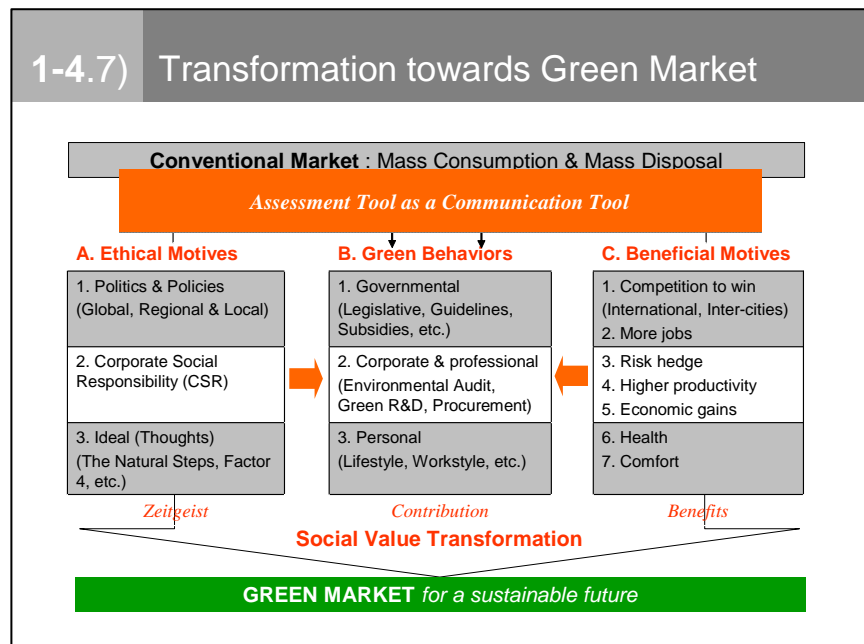 1-4.7) Transformation towards Green Market
Conventional Market : Mass Consumption & Mass Disposal
Assessment Tool as a Communication Tool
A. Ethical Motives
1. Politics & Policies
(Global, Regional & Local)
2. Corporate Social
Responsibility (CSR)
3. Ideal (Thoughts)
(The Natural Steps, Factor
4, etc.)
Zeitgeist
B. Green Behaviors
1. Governmental
(Legislative, Guidelines,
Subsidies, etc.)
2. Corporate & professional
(Environmental Audit,
Green R&D, Procurement)
3. Personal
(Lifestyle, Workstyle, etc.)
Contribution
C. Beneficial Motives
1. Competition to win
(International, Inter-cities)
2. More jobs
3. Risk hedge
4. Higher productivity
5. Economic gains
6. Health
7. Comfort
Benefits
Social Value Transformation
GREEN MARKET for a sustainable future